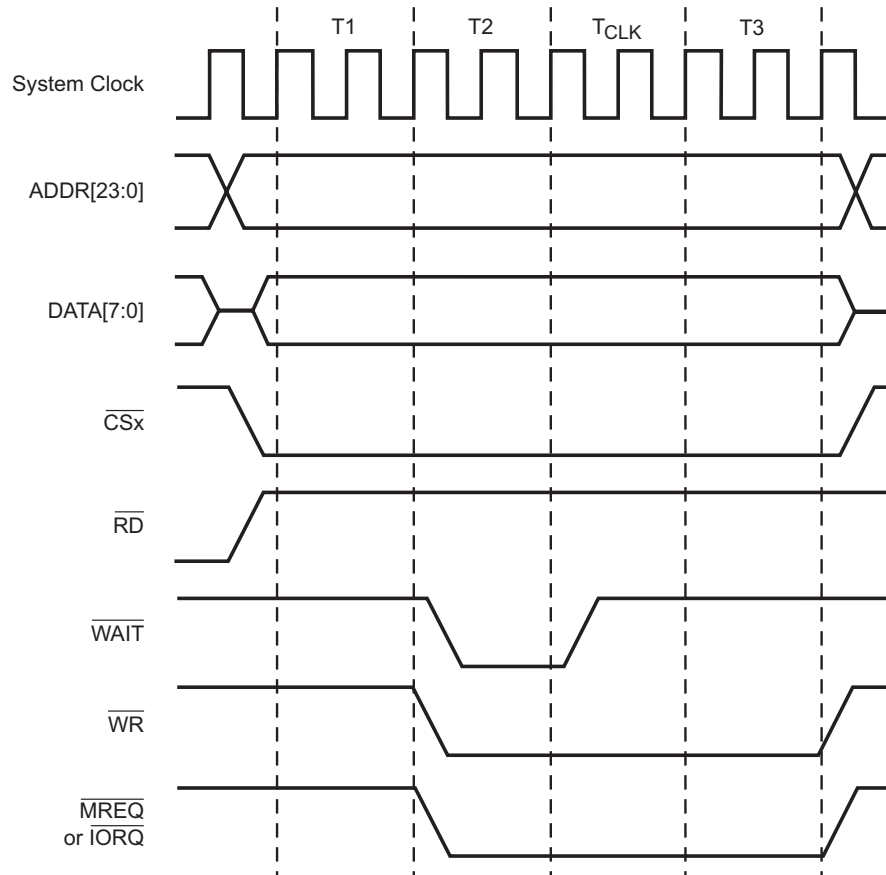 T1 T2 TCLK T3
System Clock
ADDR[23:0]
DATA[7:0]
CSx
RD
WAIT
WR
MREQ
or IORQ